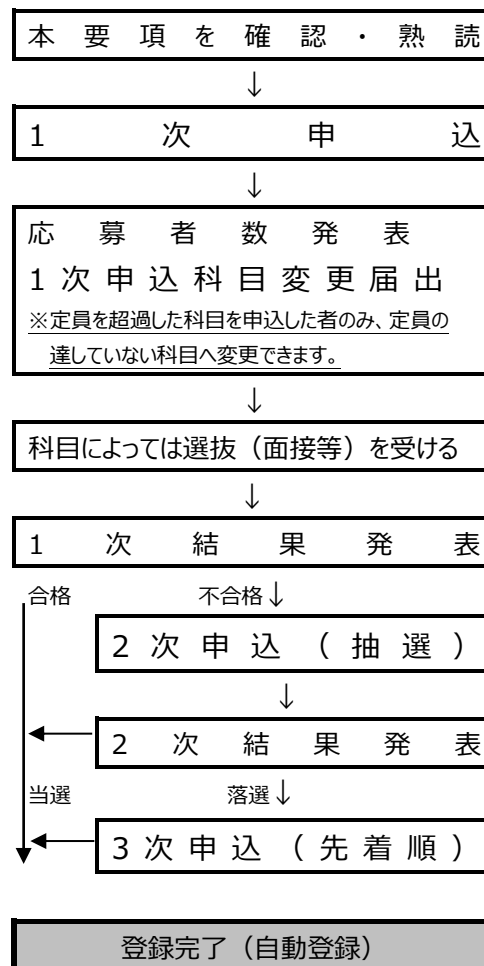 本要項を確認・熟読
↓
1次申込
↓
応募者数発表
1次申込科目変更届出
※定員を超過した科目を申込した者のみ、定員の
達していない科目へ変更できます。
↓
科目によっては選抜（面接等）を受ける
↓
1次結果発表
合格 不合格↓
2次申込（抽選）
↓
2次結果発表
当選 落選↓
3次申込（先着順）
登録完了（自動登録）